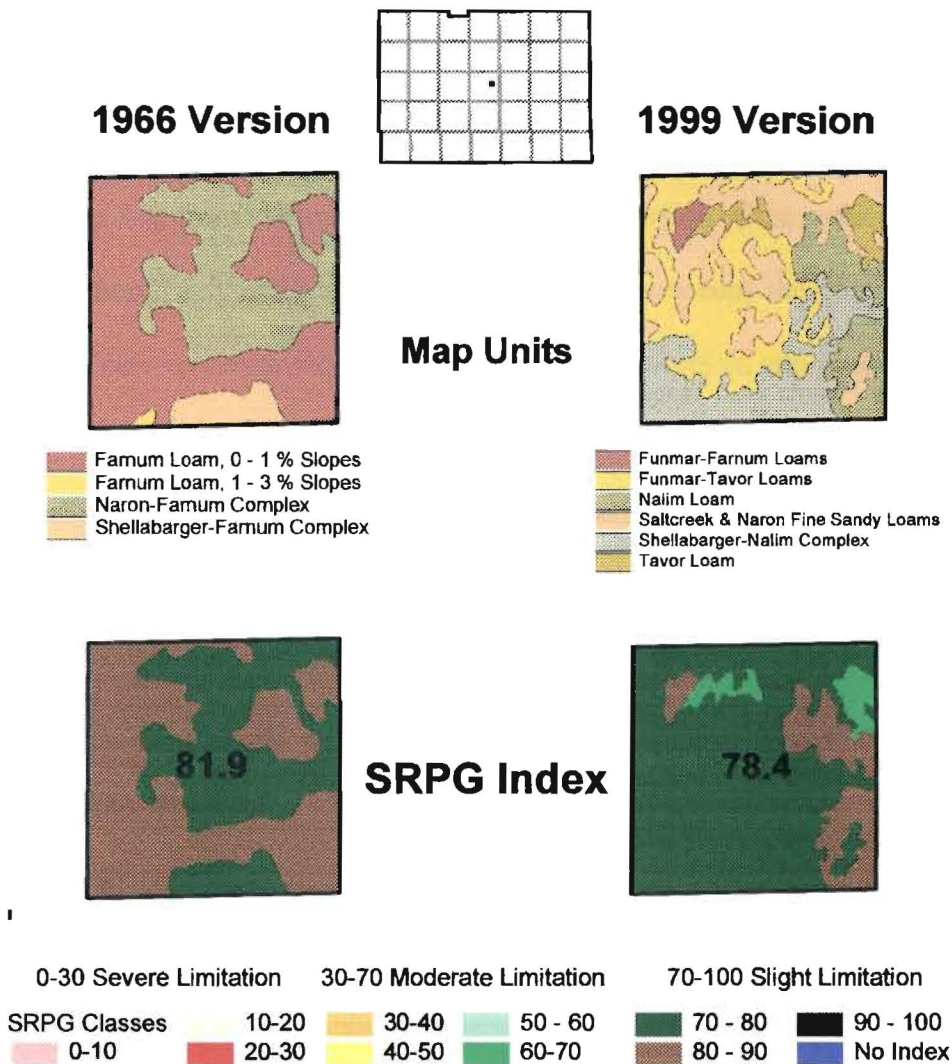 1966 Version
1999 Version
Map Units
Farnum Loam, 0 - 1 % Slopes
Farnum Loam, 1 - 3 % Slopes
Naron-Farnum Complex
Shellabarger-Farnum Complex
Funmar-Farnum Loams
Funmar-Tavor Loams
Nalim Loam
Saltcreek & Naron Fine Sandy Loams
Shellabarger-Nalim Complex
Tavor Loam
81.9
SRPG Index
78.4
0-30 Severe Limitation
30-70 Moderate Limitation
70-100 Slight Limitation
SRPG Classes
0-10
10-20
20-30
30-40
40-50
50 - 60
60-70
70 - 80
80 - 90
90 - 100
No Index